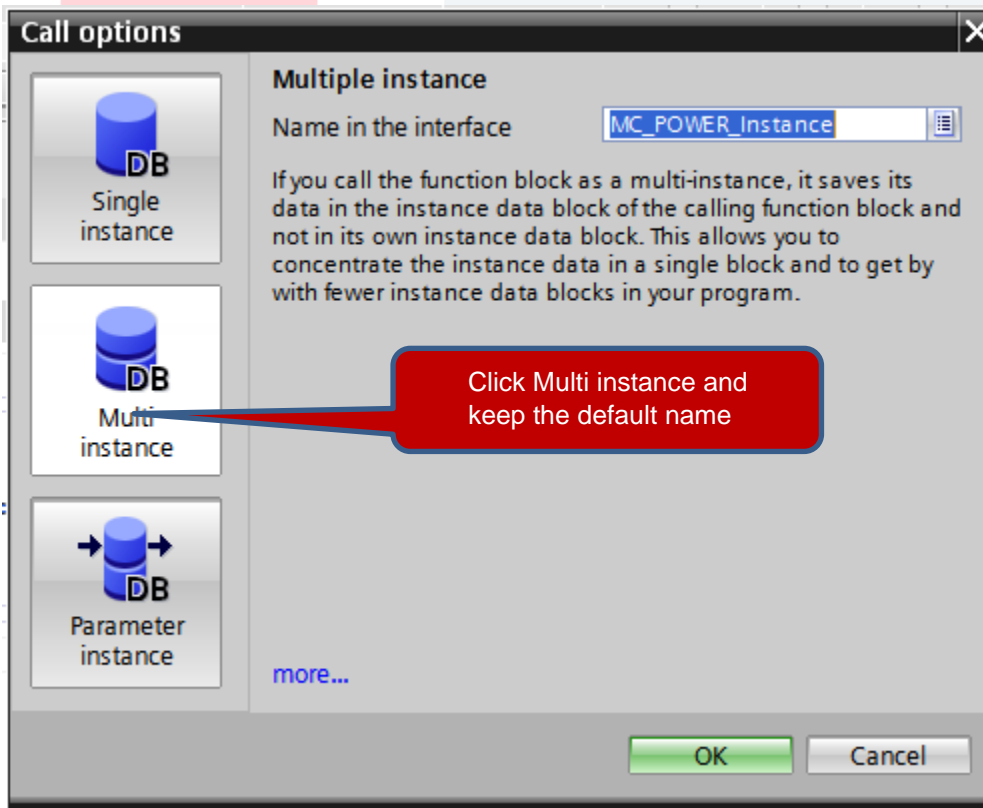 Call options
DB
Single
instance
DB
Multi
instance
DB
Parameter
instance
Multiple instance
Name in the interface MC_POWER_Instance
If you call the function block as a multi-instance, it saves its
data in the instance data block of the calling function block and
not in its own instance data block. This allows you to
concentrate the instance data in a single block and to get by
with fewer instance data blocks in your program.
Click Multi instance and
keep the default name
more...
OK Cancel